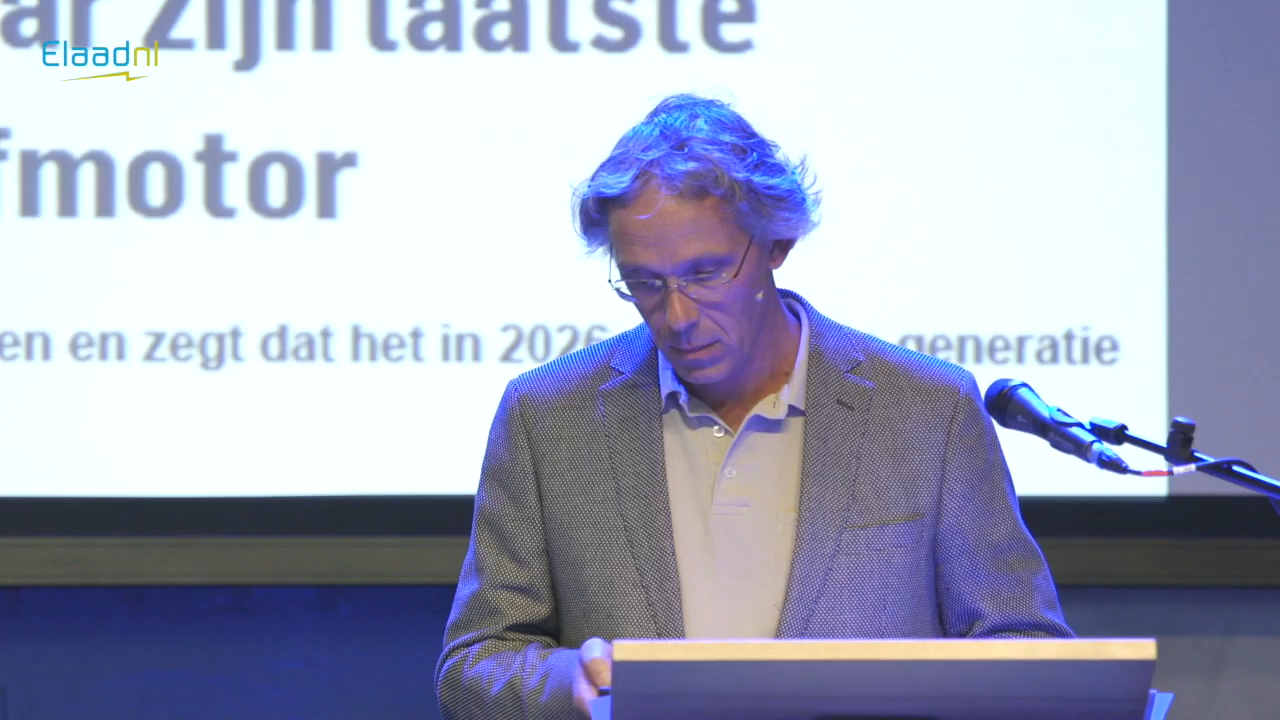 Elaadnl
ar zijn laatste
fmotor
en en zegt dat het in 2026 generatie